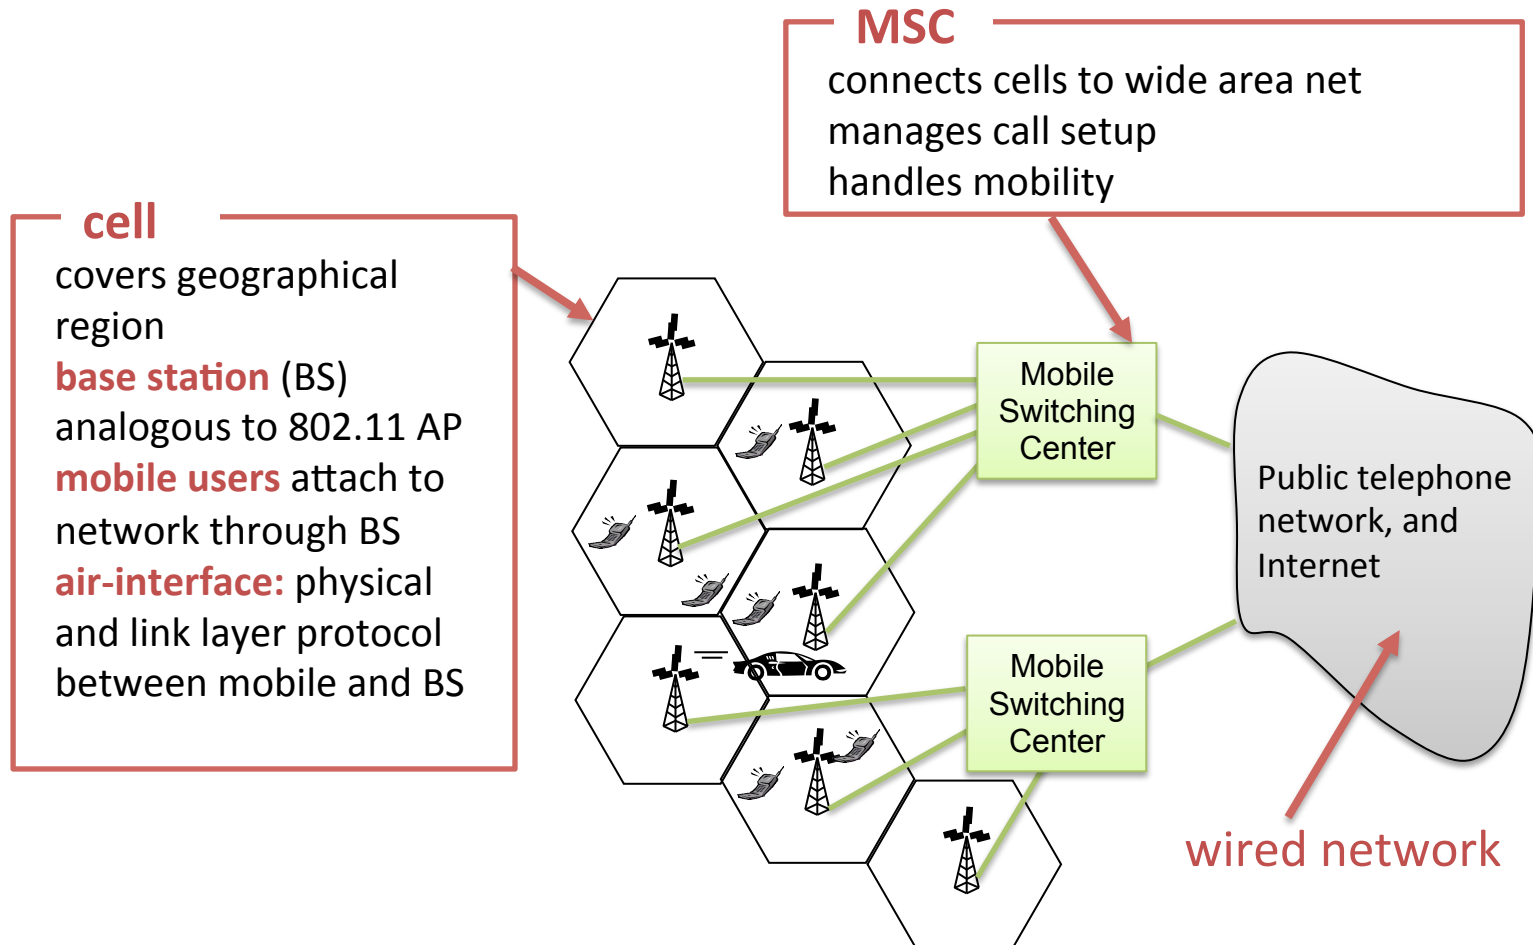 MSC
connects cells to wide area net
manages call setup
handles mobility
cell
covers geographical
region
base station (BS)
analogous to 802.11 AP
mobile users attach to
network through BS
air-interface: physical
and link layer protocol
between mobile and BS
Mobile
Switching
Center
Public telephone
network, and
Internet
Mobile
Switching
Center
wired network